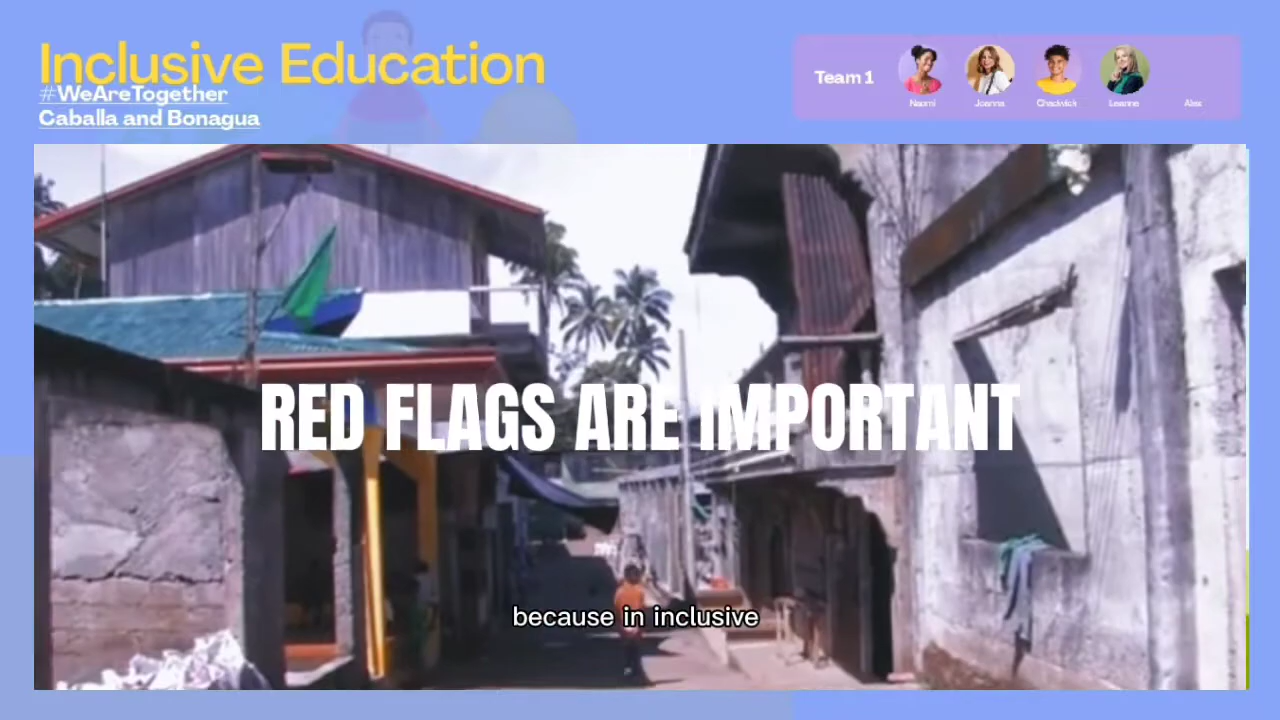 Inclusive Education
#WeAreTogether
Caballa and Bonagua
Team 1
Naomi
Joanna
Chadwick
Leanne
Alex
RED FLAGS ARE IMPORTANT
because in inclusive